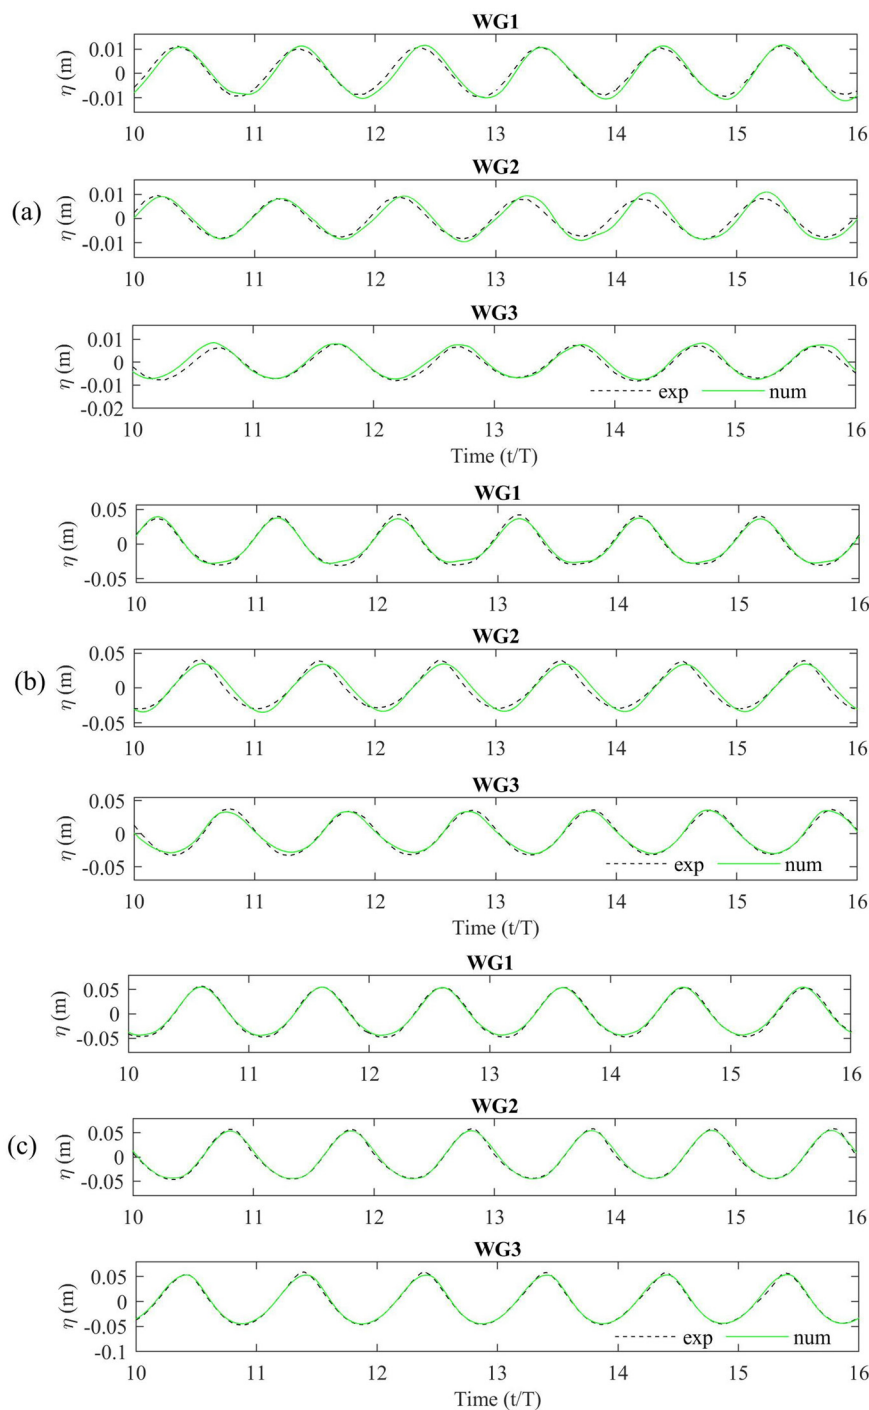 WG1
η (m)
0.01
0
-0.01
10 11 12 13 14 15 16
WG2
(a)
η (m)
0.01
0
-0.01
10 11 12 13 14 15 16
WG3
η (m)
0.01
0
-0.01
-0.02
exp num
10 11 12 13 14 15 16
Time (t/T)
WG1
η (m)
0.05
0
-0.05
10 11 12 13 14 15 16
WG2
(b)
η (m)
0.05
0
-0.05
10 11 12 13 14 15 16
WG3
η (m)
0.05
0
-0.05
exp num
10 11 12 13 14 15 16
Time (t/T)
WG1
η (m)
0.05
0
-0.05
10 11 12 13 14 15 16
WG2
(c)
η (m)
0.05
0
-0.05
10 11 12 13 14 15 16
WG3
η (m)
0.05
0
-0.05
-0.1
exp num
10 11 12 13 14 15 16
Time (t/T)